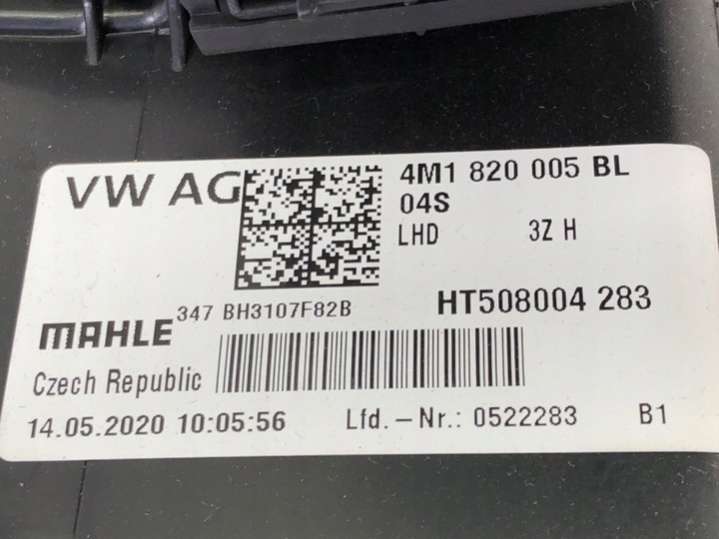 VW AG
4M1 820 005 BL
04S
LHD 3Z H
347 BH3107F82B
HT508004 283
MAHLE
Czech Republic
14.05.2020 10:05:56 Lfd.-Nr.: 0522283 B1